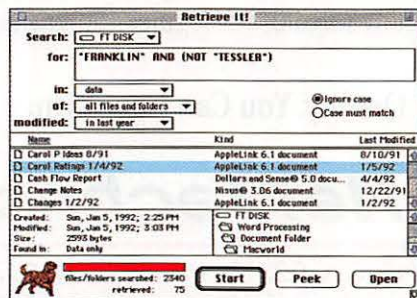 Retrieve It!
Search: FT DISK
for: "FRANKLIN" AND (NOT "TESSLER")
in: data
of: all files and folders
Ignore case
Case must match
modified: in last year
Name Kind Last Modified
Carol P Ideas 8/91 AppleLink 6.1 document 8/10/91
Carol Ratings 1/4/92 AppleLink 6.1 document 1/5/92
Cash Flow Report Dollars and Sense® 5.0 docu... 4/4/92
Change Notes Nisus® 3.06 document 12/22/91
Changes 1/2/92 AppleLink 6.1 document 1/2/92
Created: Sun, Jan 5, 1992; 2:25 PM
Modified: Sun, Jan 5, 1992; 3:03 PM
Size: 2593 bytes
Found in: Data only
FT DISK
Word Processing
Document Folder
Macworld
files/folders searched: 2340
retrieved: 75
Start Peek Open